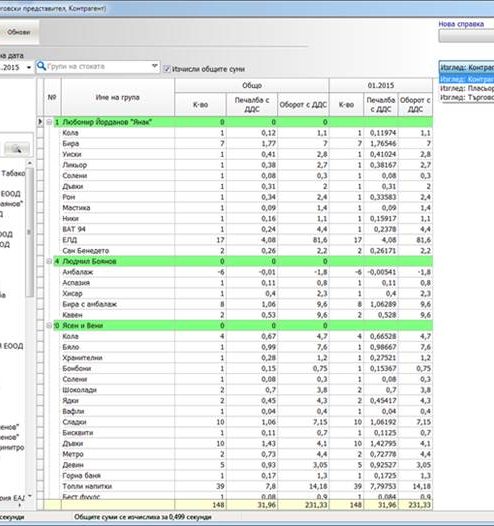 говски представител, Контрагент)
Нова справка
Обнови
на дата
.2015
Групи на стоката
Изчисли общите суми
Изглед: Контраг
Изглед: Контраг
Изглед: Пласьор
Изглед: Търгово
Общо 01.2015
№ Име на група К-во Печалба с ДДС Оборот с ДДС К-во Печалба с ДДС Оборот с ДДС
1 Любомир Йорданов "Янак" 0 0 0
Кола 1 0,12 1,1 1 0,11974 1,1
Бира 7 1,77 7 7 1,76546 7
Уиски 1 0,41 2,8 1 0,41024 2,8
Ликьор 1 0,38 2,7 1 0,38167 2,7
Солени 1 0,08 0,3 1 0,08 0,3
Дъвки 1 0,31 2 1 0,31 2
Ром 1 0,34 2,4 1 0,33583 2,4
Мастика 1 0,09 1,4 1 0,09 1,4
Ники 1 0,16 1,1 1 0,15917 1,1
ВАТ 94 1 0,24 4,4 1 0,2378 4,4
ЕЛД 17 4,08 81,6 17 4,08 81,6
Сан Бенедето 2 0,26 2,2 2 0,26171 2,2
4 Людмил Боянов 0 0 0
Анбалаж -6 -0,01 -1,8 -6 -0,00541 -1,8
Аспазия 1 0,11 0,8 1 0,11 0,8
Хисар 1 0,4 2,3 1 0,4 2,3
Бира с анбалаж 8 1,06 9,6 8 1,06289 9,6
Кавен 2 0,53 9,6 2 0,528 9,6
:0 Ясен и Вени 0 0 0
Кола 4 0,67 4,7 4 0,66528 4,7
Бяло 1 0,99 7,6 1 0,98667 7,6
Хранителни 1 0,28 1,2 1 0,27521 1,2
Бонбони 1 0,15 0,75 1 0,15367 0,75
Солени 1 0,08 0,3 1 0,08 0,3
Шоколади 2 0,7 3,8 2 0,7 3,8
Ядки 2 0,45 4,3 2 0,45417 4,3
Вафли 1 0,04 0,4 1 0,04 0,4
Сладки 10 1,06 7,15 10 1,06192 7,15
Бисквити 1 0,11 0,7 1 0,1125 0,7
Дъвки 10 1,43 4,1 10 1,42795 4,1
Метро 2 0,73 4,4 2 0,72778 4,4
Девин 5 0,93 3,05 5 0,92527 3,05
Горна баня 1 0,17 1,3 1 0,1725 1,3
Топли напитки 39 7,8 14,18 39 7,79753 14,18
Бест фуудс 1 0,08 0,9 1 0,084 0,9
148 31,96 231,33 148 31,96 231,33
Табако
ЕООД
аянов"
Д
ООД
ОД
ва
Я ЕООД
енов"
енов"
димитро
рия ЕАД
секунди
Общите суми се изчислиха за 0,499 секунди